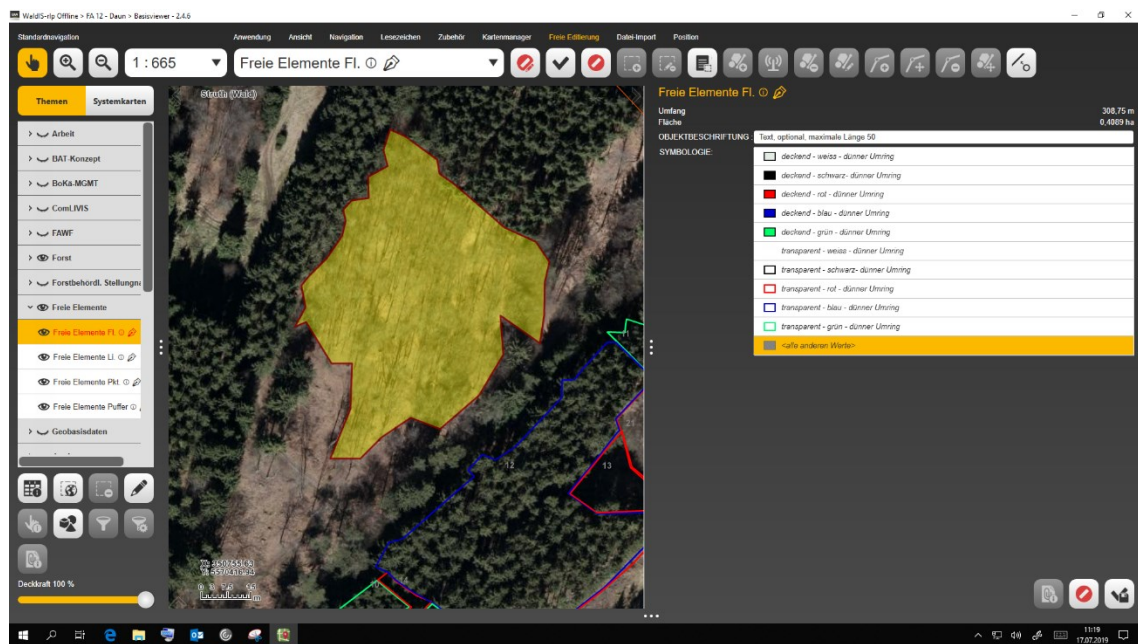 WaldIS-rlp Offline > FA 12 - Daun > Basisviewer - 2.4.6
Standardnavigation
Anwendung Ansicht Navigation Lesezeichen Zubehör Kartenmanager Freie Editierung Datei-Import Position
1 : 665
Freie Elemente Fl.
Themen Systemkarten
Arbeit
BAT-Konzept
BoKa-MGMT
ComLIVIS
FAWF
Forst
Forstbehördl. Stellungn
Freie Elemente
Freie Elemente Fl.
Freie Elemente Li.
Freie Elemente Pkt.
Freie Elemente Puffer
Geobasisdaten
Deckkraft 100 %
Struth (Wald)
12
13
Freie Elemente Fl.
Umfang 308,75 m
Fläche 0,4089 ha
OBJEKTBESCHRIFTUNG: Text, optional, maximale Länge 50
SYMBOLOGIE:
deckend - weiss - dünner Umring
deckend - schwarz- dünner Umring
deckend - rot - dünner Umring
deckend - blau - dünner Umring
deckend - grün - dünner Umring
transparent - weiss - dünner Umring
transparent - schwarz- dünner Umring
transparent - rot - dünner Umring
transparent - blau - dünner Umring
transparent - grün - dünner Umring
<alle anderen Werte>
11:19
17.07.2019